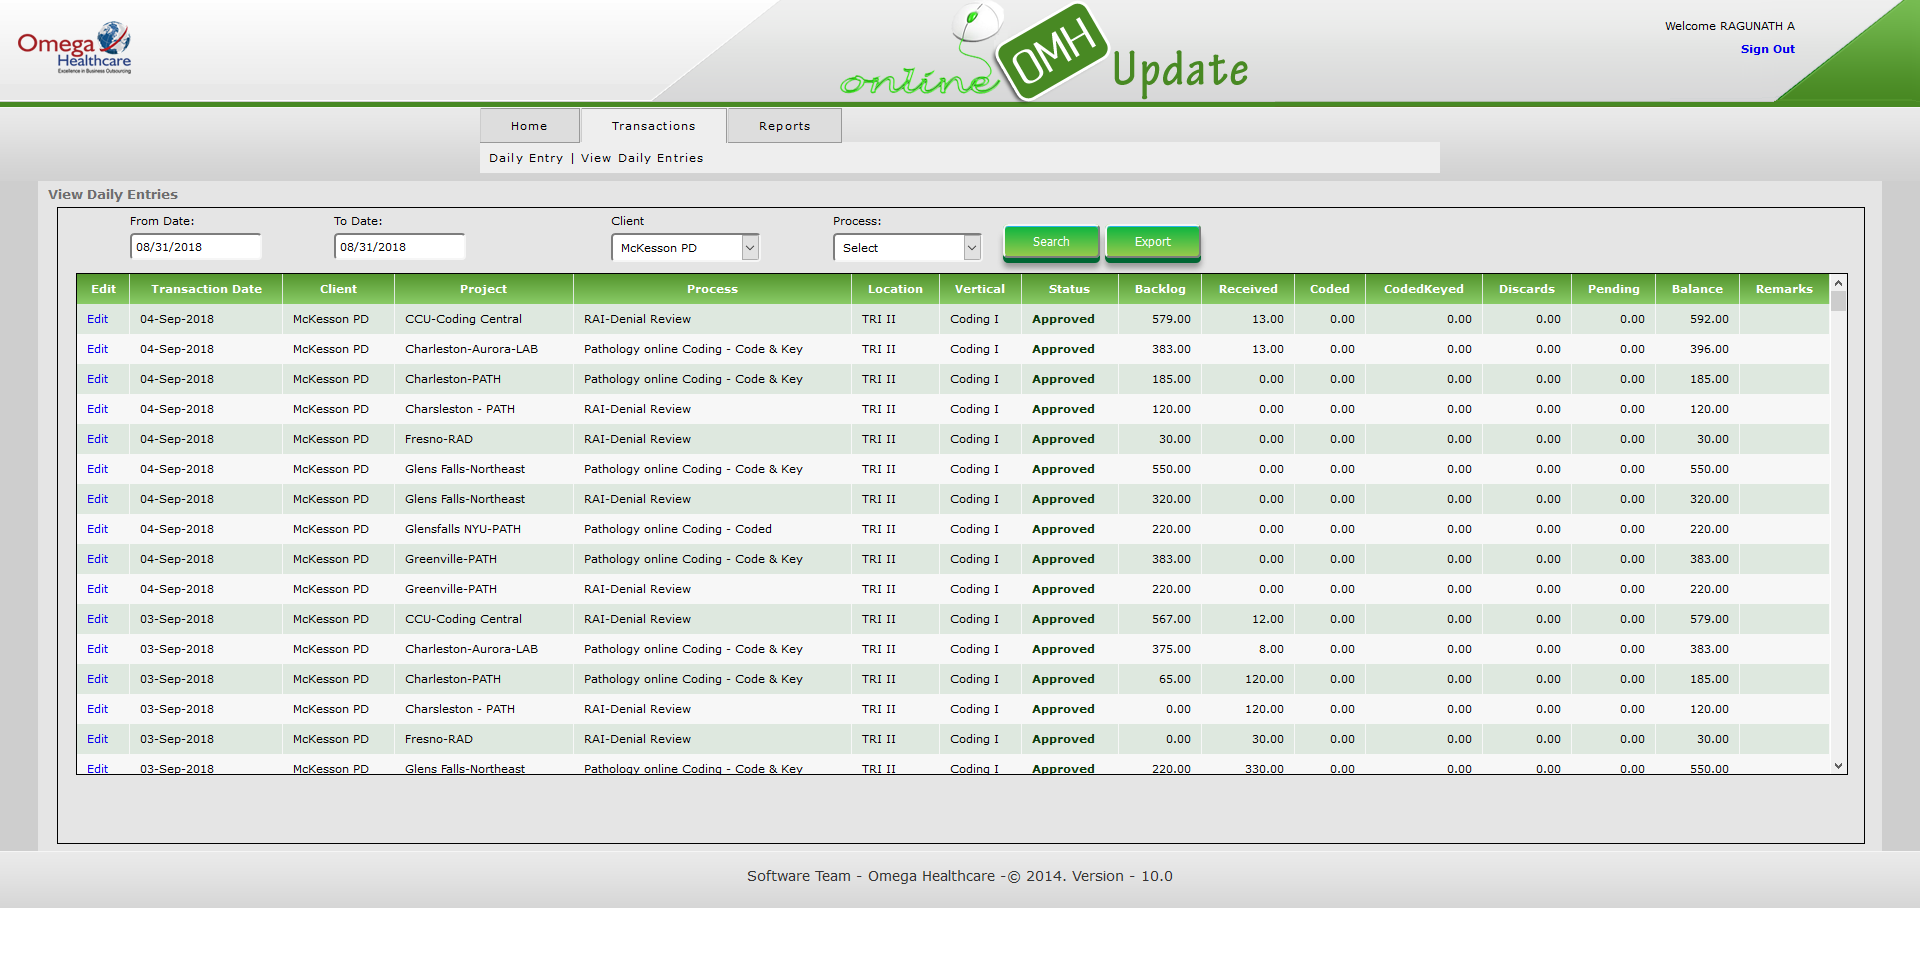 Omega Healthcare
Excellence in Business Outsourcing
online OMH Update
Welcome RAGUNATH A
Sign Out
Home Transactions Reports
Daily Entry | View Daily Entries
View Daily Entries
From Date: To Date: Client Process:
08/31/2018 08/31/2018 McKesson PD Select Search Export
Edit Transaction Date Client Project Process Location Vertical Status Backlog Received Coded CodedKeyed Discards Pending Balance Remarks
Edit 04-Sep-2018 McKesson PD CCU-Coding Central RAI-Denial Review TRI II Coding I Approved 579.00 13.00 0.00 0.00 0.00 0.00 592.00
Edit 04-Sep-2018 McKesson PD Charleston-Aurora-LAB Pathology online Coding - Code & Key TRI II Coding I Approved 383.00 13.00 0.00 0.00 0.00 0.00 396.00
Edit 04-Sep-2018 McKesson PD Charleston-PATH Pathology online Coding - Code & Key TRI II Coding I Approved 185.00 0.00 0.00 0.00 0.00 0.00 185.00
Edit 04-Sep-2018 McKesson PD Charsleston - PATH RAI-Denial Review TRI II Coding I Approved 120.00 0.00 0.00 0.00 0.00 0.00 120.00
Edit 04-Sep-2018 McKesson PD Fresno-RAD RAI-Denial Review TRI II Coding I Approved 30.00 0.00 0.00 0.00 0.00 0.00 30.00
Edit 04-Sep-2018 McKesson PD Glens Falls-Northeast Pathology online Coding - Code & Key TRI II Coding I Approved 550.00 0.00 0.00 0.00 0.00 0.00 550.00
Edit 04-Sep-2018 McKesson PD Glens Falls-Northeast RAI-Denial Review TRI II Coding I Approved 320.00 0.00 0.00 0.00 0.00 0.00 320.00
Edit 04-Sep-2018 McKesson PD Glensfalls NYU-PATH Pathology online Coding - Coded TRI II Coding I Approved 220.00 0.00 0.00 0.00 0.00 0.00 220.00
Edit 04-Sep-2018 McKesson PD Greenville-PATH Pathology online Coding - Code & Key TRI II Coding I Approved 383.00 0.00 0.00 0.00 0.00 0.00 383.00
Edit 04-Sep-2018 McKesson PD Greenville-PATH RAI-Denial Review TRI II Coding I Approved 220.00 0.00 0.00 0.00 0.00 0.00 220.00
Edit 03-Sep-2018 McKesson PD CCU-Coding Central RAI-Denial Review TRI II Coding I Approved 567.00 12.00 0.00 0.00 0.00 0.00 579.00
Edit 03-Sep-2018 McKesson PD Charleston-Aurora-LAB Pathology online Coding - Code & Key TRI II Coding I Approved 375.00 8.00 0.00 0.00 0.00 0.00 383.00
Edit 03-Sep-2018 McKesson PD Charleston-PATH Pathology online Coding - Code & Key TRI II Coding I Approved 65.00 120.00 0.00 0.00 0.00 0.00 185.00
Edit 03-Sep-2018 McKesson PD Charsleston - PATH RAI-Denial Review TRI II Coding I Approved 0.00 120.00 0.00 0.00 0.00 0.00 120.00
Edit 03-Sep-2018 McKesson PD Fresno-RAD RAI-Denial Review TRI II Coding I Approved 0.00 30.00 0.00 0.00 0.00 0.00 30.00
Edit 03-Sep-2018 McKesson PD Glens Falls-Northeast Pathology online Coding - Code & Key TRI II Coding I Approved 220.00 330.00 0.00 0.00 0.00 0.00 550.00
Software Team - Omega Healthcare -© 2014. Version - 10.0